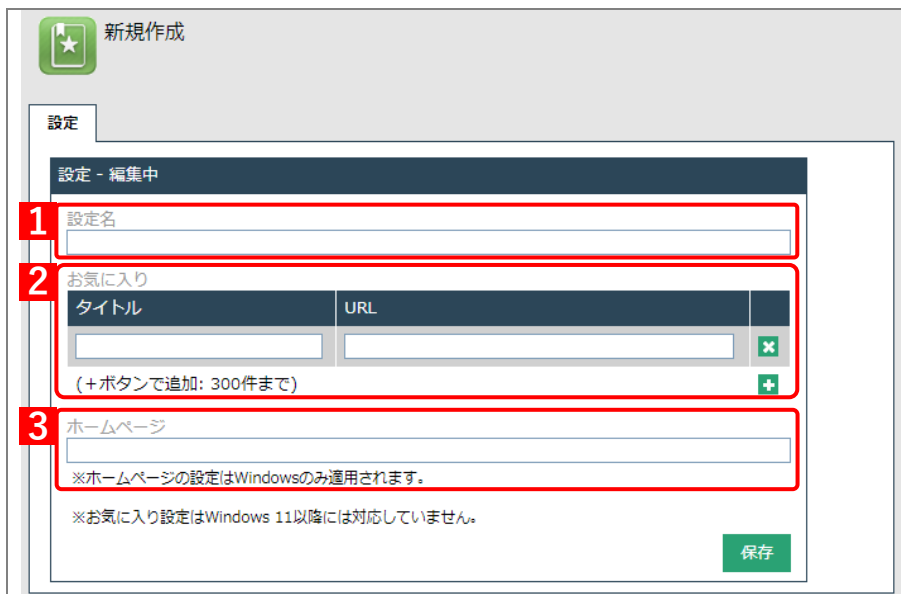 新規作成
設定
設定 - 編集中
1
設定名
2
お気に入り
タイトル URL
(+ボタンで追加: 300件まで)
3
ホームページ
※ホームページの設定はWindowsのみ適用されます。
※お気に入り設定はWindows 11以降には対応していません。
保存